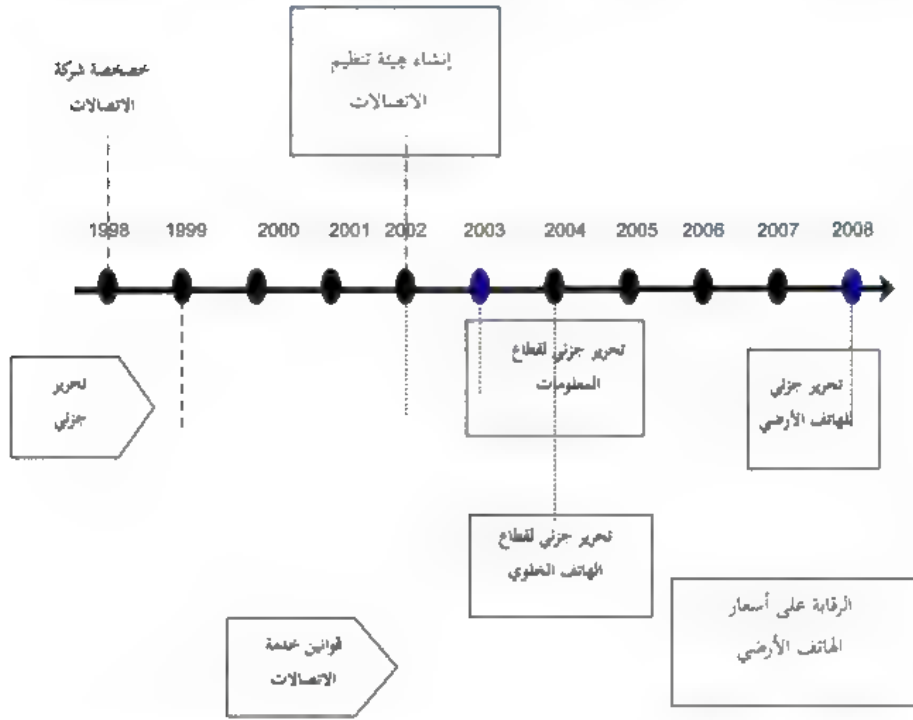 خصخصة شركة
الاتصالات
إنشاء هيئة تنظيم
الاتصالات
1998 1999 2000 2001 2002 2003 2004 2005 2006 2007 2008
تحرير
جزئي
تحرير جزئي لقطاع
المعلومات
تحرير جزئي
للهاتف الأرضي
تحرير جزئي لقطاع
الهاتف الخلوي
قوانين خدمة
الاتصالات
الرقابة على أسعار
الهاتف الأرضي